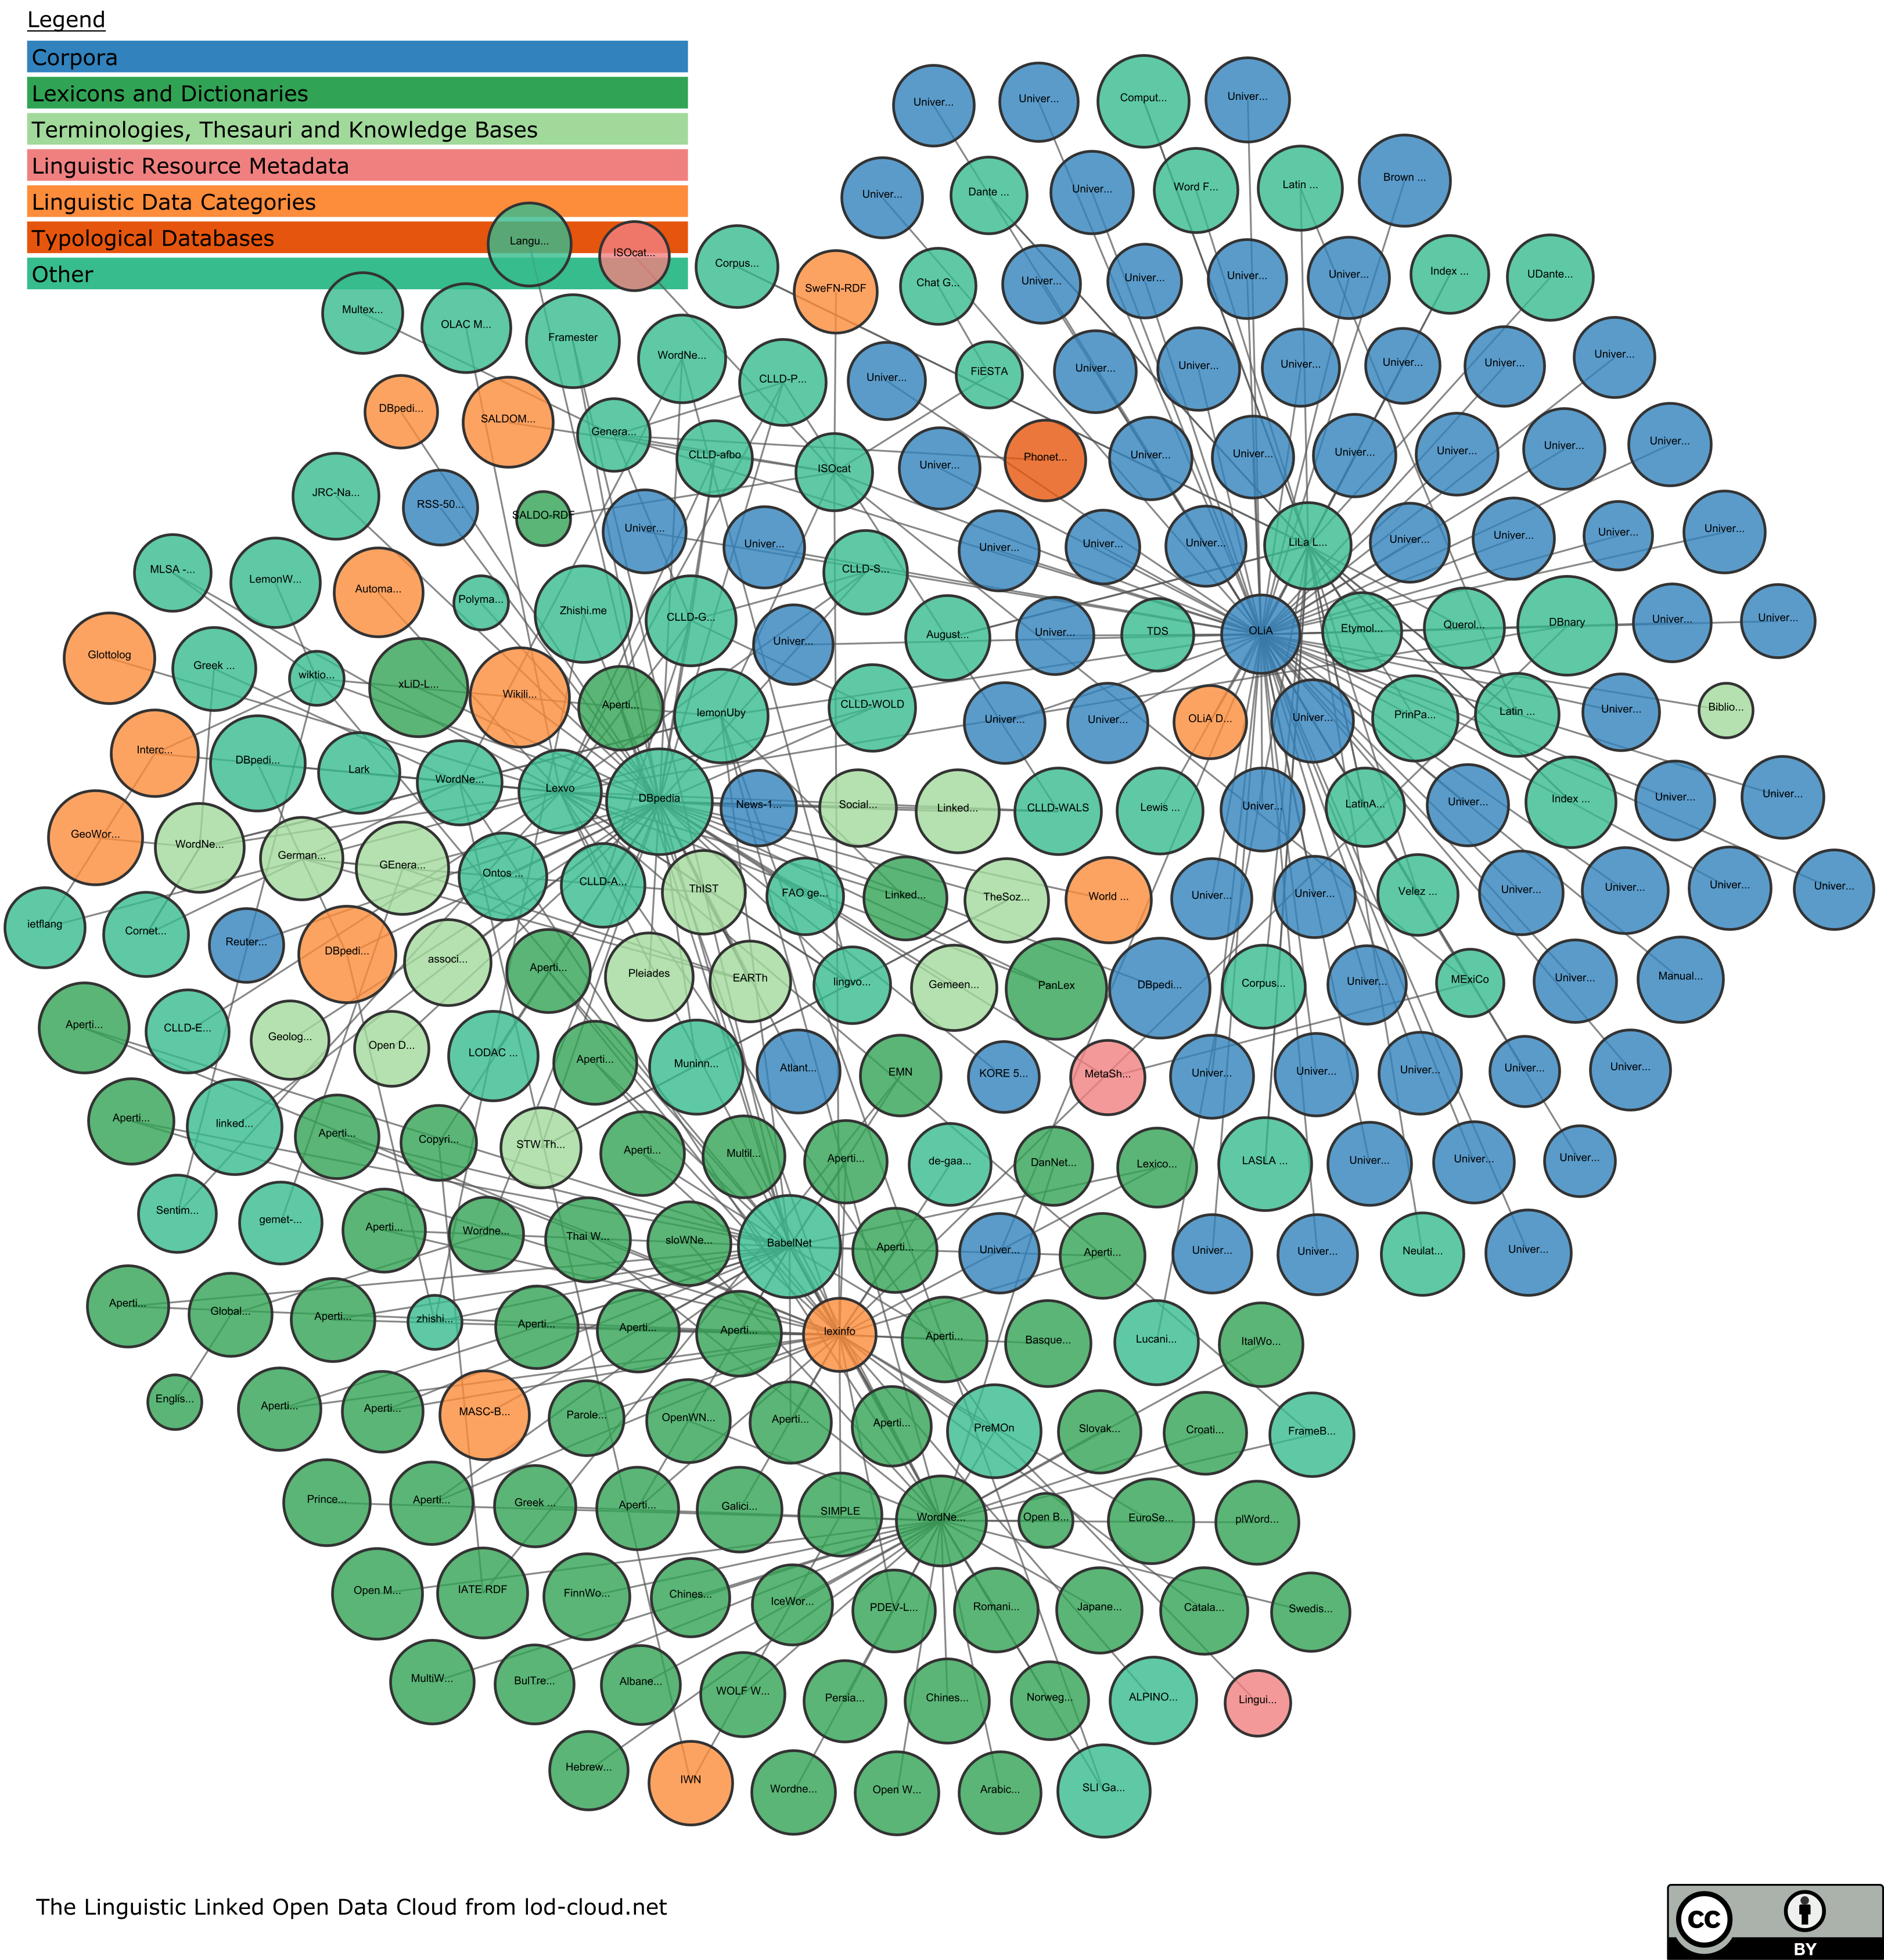 Legend
Corpora
Lexicons and Dictionaries
Terminologies, Thesauri and Knowledge Bases
Linguistic Resource Metadata
Linguistic Data Categories
Typological Databases
Other
Univer...
Univer...
Comput...
Univer...
Univer...
Dante ...
Univer...
Word F...
Latin ...
Brown ...
Langu...
ISOcat...
Corpus...
SweFN-RDF
Chat G...
Univer...
Univer...
Univer...
Univer...
Index ...
UDante...
Multex...
OLAC M...
Framester
WordNe...
CLLD-P...
Univer...
FiESTA
Univer...
Univer...
Univer...
Univer...
Univer...
Univer...
DBpedi...
SALDOM...
Genera...
CLLD-afbo
ISOcat
Univer...
Phonet...
Univer...
Univer...
Univer...
Univer...
Univer...
Univer...
JRC-Na...
RSS-50...
SALDO-RDF
Univer...
Univer...
CLLD-S...
Univer...
Univer...
Univer...
LiLa L...
Univer...
Univer...
Univer...
Univer...
MLSA -...
LemonW...
Automa...
Polyma...
Zhishi.me
CLLD-G...
Univer...
August...
Univer...
TDS
OLiA
Etymol...
Querol...
DBnary
Univer...
Univer...
Glottolog
Greek ...
wiktio...
xLiD-L...
Wikili...
Aperti...
lemonUby
CLLD-WOLD
Univer...
Univer...
OLiA D...
Univer...
PrinPa...
Latin ...
Univer...
Biblio...
Interc...
DBpedi...
Lark
WordNe...
Lexvo
DBpedia
News-1...
Social...
Linked...
CLLD-WALS
Lewis ...
Univer...
LatinA...
Univer...
Index ...
Univer...
Univer...
GeoWor...
WordNe...
German...
GEnera...
Ontos ...
CLLD-A...
ThIST
FAO ge...
Linked...
TheSoz...
World ...
Univer...
Univer...
Velez ...
Univer...
Univer...
Univer...
Univer...
ietflang
Cornet...
Reuter...
DBpedi...
associ...
Aperti...
Pleiades
EARTh
lingvo...
Gemeen...
PanLex
DBpedi...
Corpus...
Univer...
MExiCo
Univer...
Manual...
Aperti...
CLLD-E...
Geolog...
Open D...
LODAC ...
Aperti...
Muninn...
Atlant...
EMN
KORE 5...
MetaSh...
Univer...
Univer...
Univer...
Univer...
Univer...
Aperti...
linked...
Aperti...
Copyri...
STW Th...
Aperti...
Multil...
Aperti...
de-gaa...
DanNet...
Lexico...
LASLA ...
Univer...
Univer...
Univer...
Sentim...
gemet-...
Aperti...
Wordne...
Thai W...
sloWNe...
BabelNet
Aperti...
Univer...
Aperti...
Univer...
Univer...
Neulat...
Univer...
Aperti...
Global...
Aperti...
zhishi...
Aperti...
Aperti...
Aperti...
lexinfo
Aperti...
Basque...
Lucani...
ItalWo...
Englis...
Aperti...
Aperti...
MASC-B...
Parole...
OpenWN...
Aperti...
Aperti...
PreMOn
Slovak...
Croati...
FrameB...
Prince...
Aperti...
Greek ...
Aperti...
Galici...
SIMPLE
WordNe...
Open B...
EuroSe...
plWord...
Open M...
IATE RDF
FinnWo...
Chines...
IceWor...
PDEV-L...
Romani...
Japane...
Catala...
Swedis...
MultiW...
BulTre...
Albane...
WOLF W...
Persia...
Chines...
Norweg...
ALPINO...
Lingui...
Hebrew...
IWN
Wordne...
Open W...
Arabic...
SLI Ga...
The Linguistic Linked Open Data Cloud from lod-cloud.net
cc
BY